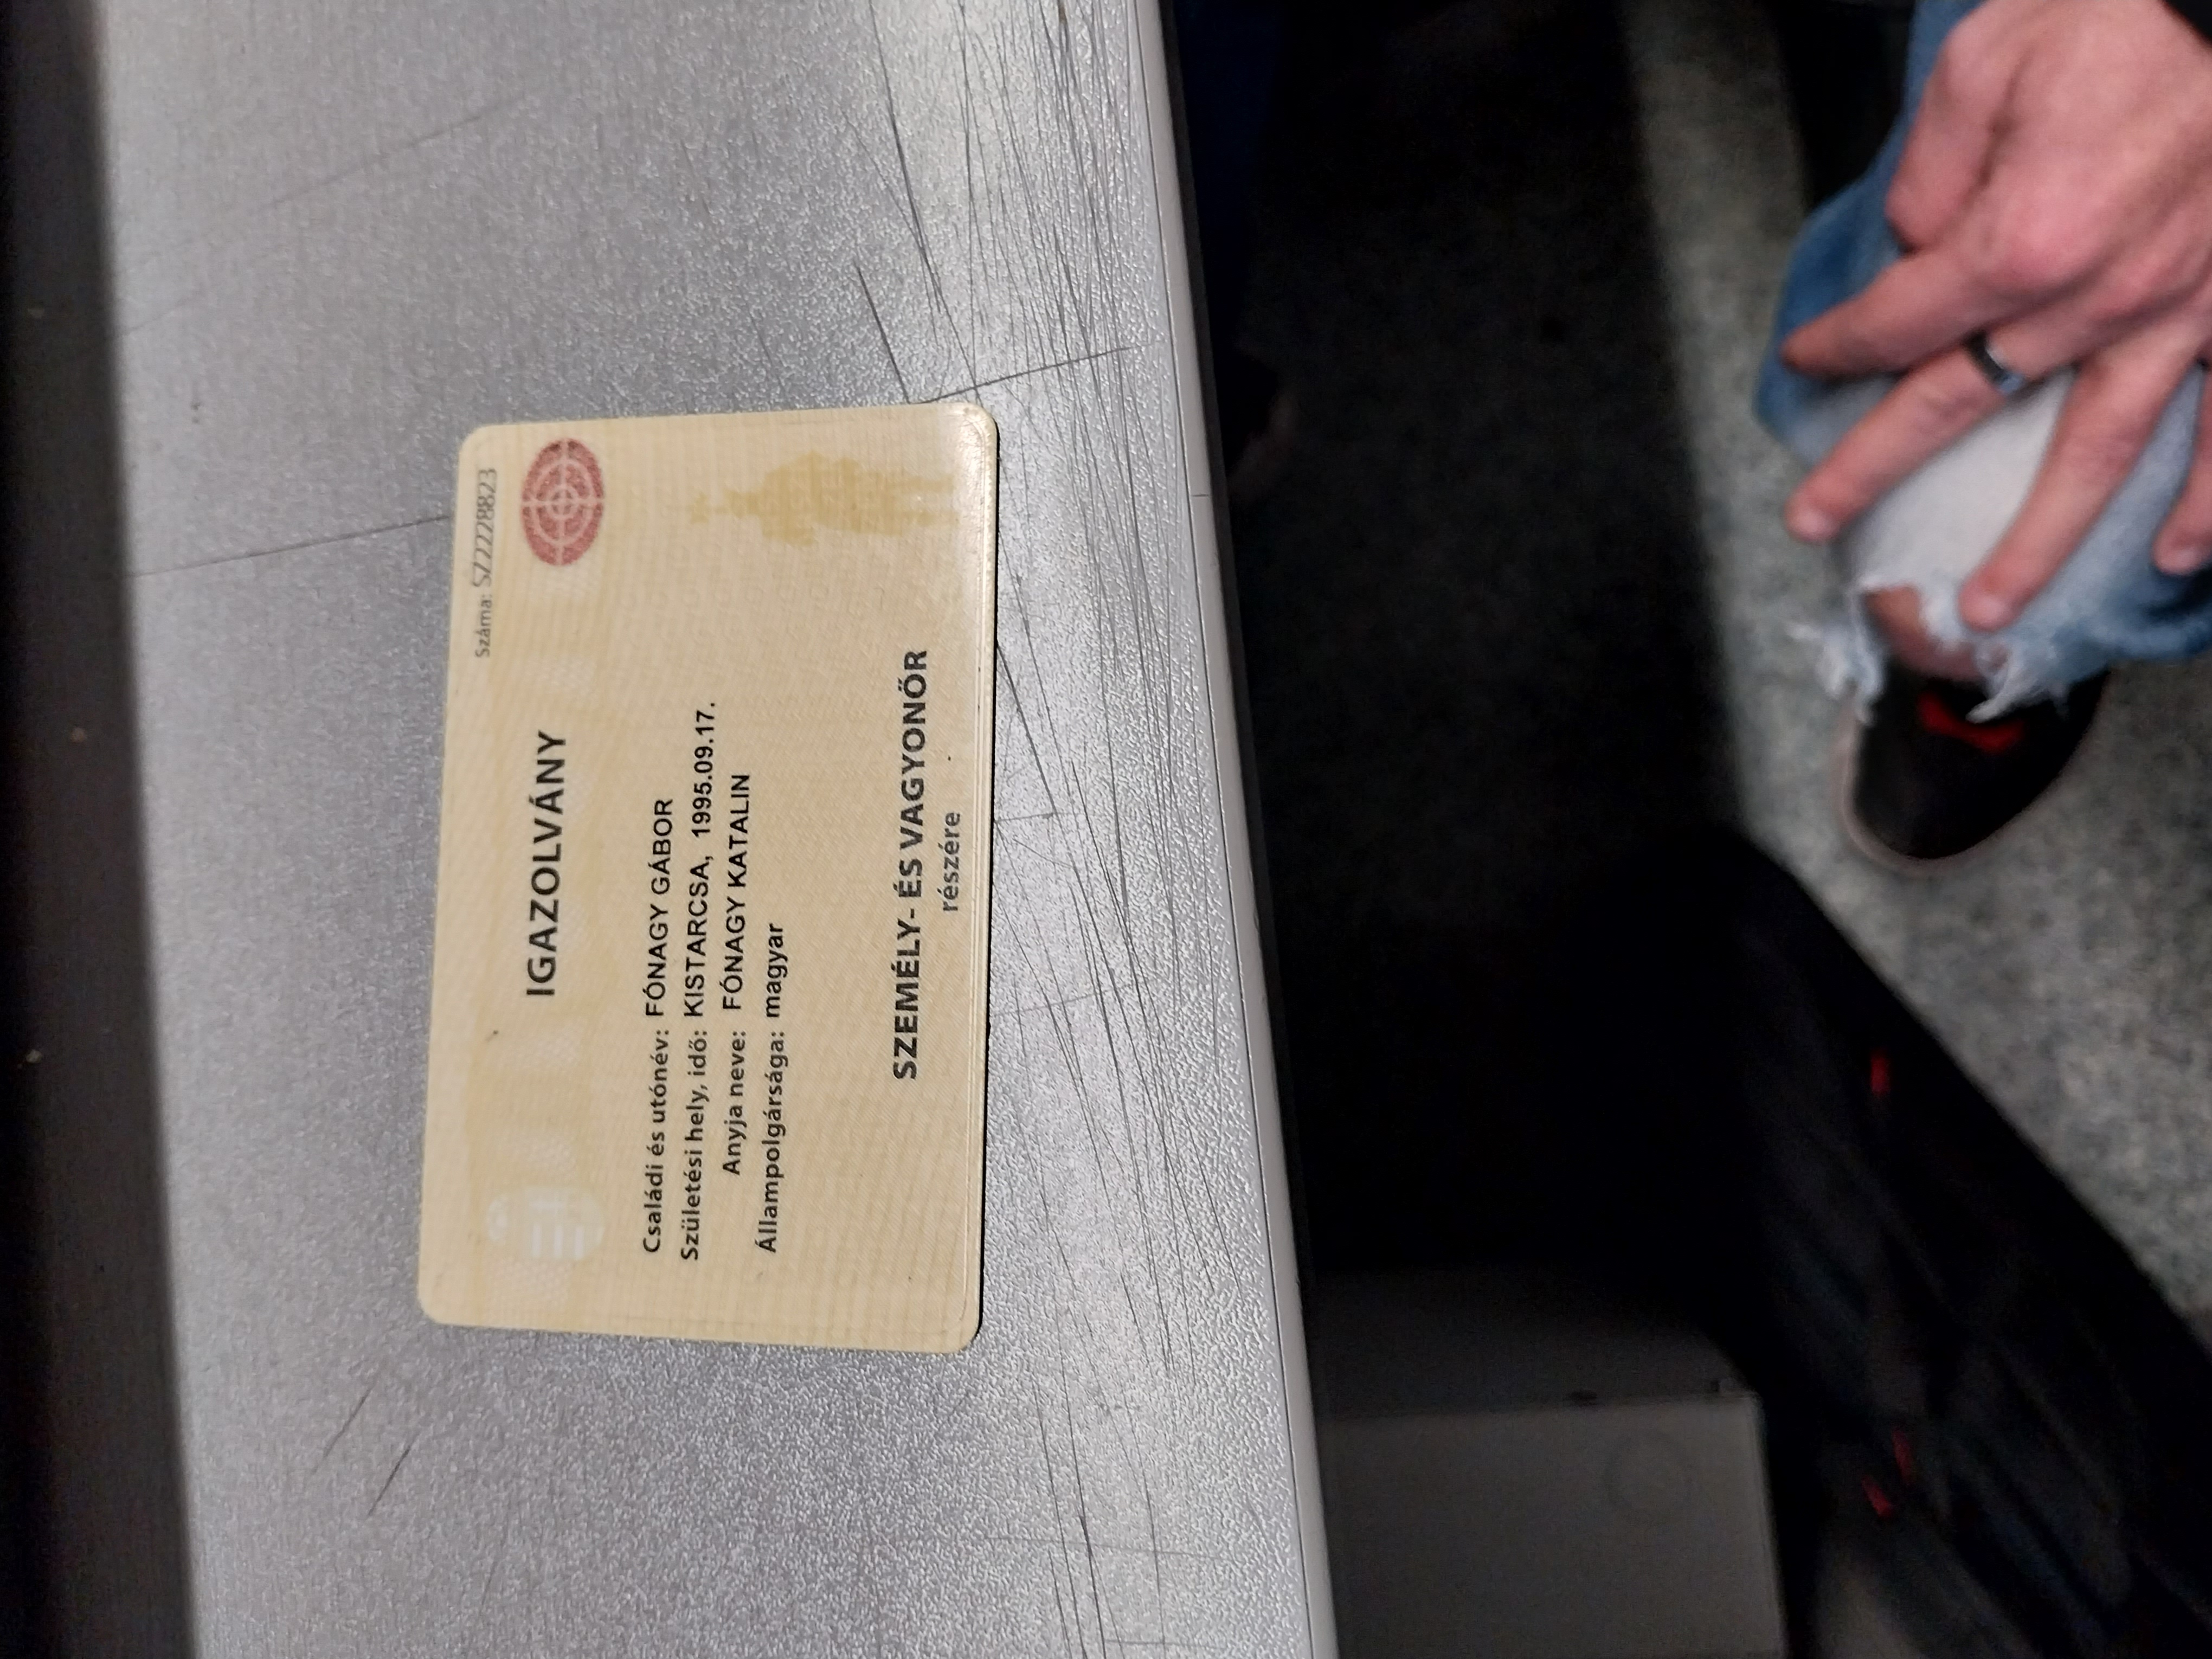 Száma: SZ2228823
IGAZOLVÁNY
Családi és utónév: FÓNAGY GÁBOR
Születési hely, idő: KISTARCSA, 1995.09.17.
Anyja neve: FÓNAGY KATALIN
Állampolgársága: magyar
SZEMÉLY- ÉS VAGYONŐR
részére